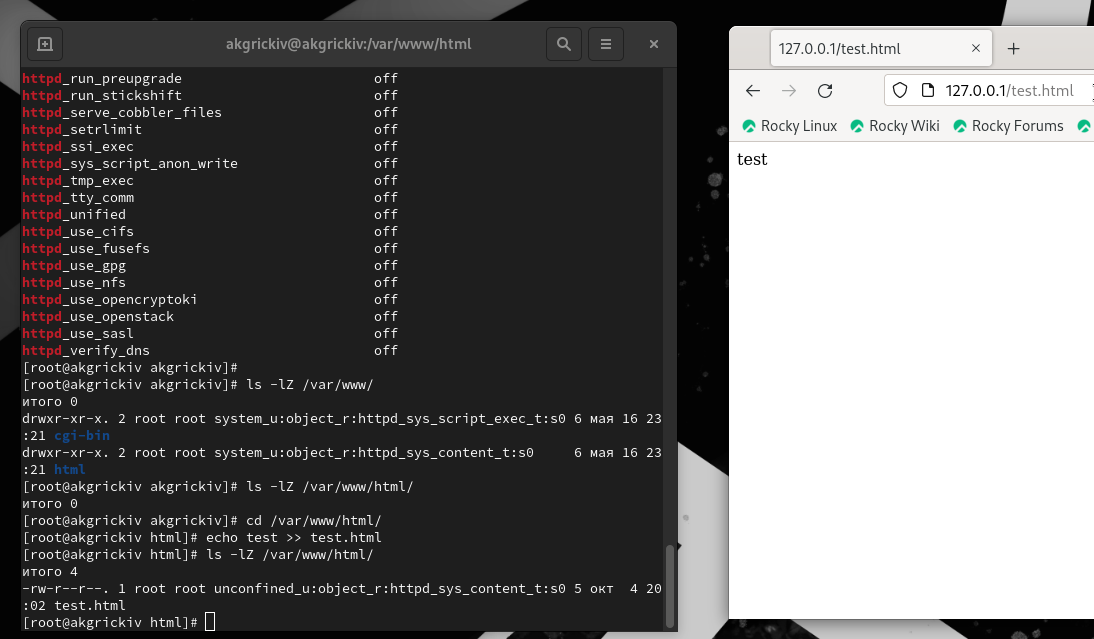 akgrickiv@akgrickiv:/var/www/html
httpd_run_preupgrade off
httpd_run_stickshift off
httpd_serve_cobbler_files off
httpd_setrlimit off
httpd_ssi_exec off
httpd_sys_script_anon_write off
httpd_tmp_exec off
httpd_tty_comm off
httpd_unified off
httpd_use_cifs off
httpd_use_fusefs off
httpd_use_gpg off
httpd_use_nfs off
httpd_use_opencryptoki off
httpd_use_openstack off
httpd_use_sasl off
httpd_verify_dns off
[root@akgrickiv akgrickiv]#
[root@akgrickiv akgrickiv]# ls -lZ /var/www/
итого 0
drwxr-xr-x. 2 root root system_u:object_r:httpd_sys_script_exec_t:s0 6 мая 16 23
:21 cgi-bin
drwxr-xr-x. 2 root root system_u:object_r:httpd_sys_content_t:s0 6 мая 16 23
:21 html
[root@akgrickiv akgrickiv]# ls -lZ /var/www/html/
итого 0
[root@akgrickiv akgrickiv]# cd /var/www/html/
[root@akgrickiv html]# echo test >> test.html
[root@akgrickiv html]# ls -lZ /var/www/html/
итого 4
-rw-r--r--. 1 root root unconfined_u:object_r:httpd_sys_content_t:s0 5 окт 4 20
:02 test.html
[root@akgrickiv html]#
127.0.0.1/test.html
127.0.0.1/test.html
Rocky Linux Rocky Wiki Rocky Forums
test